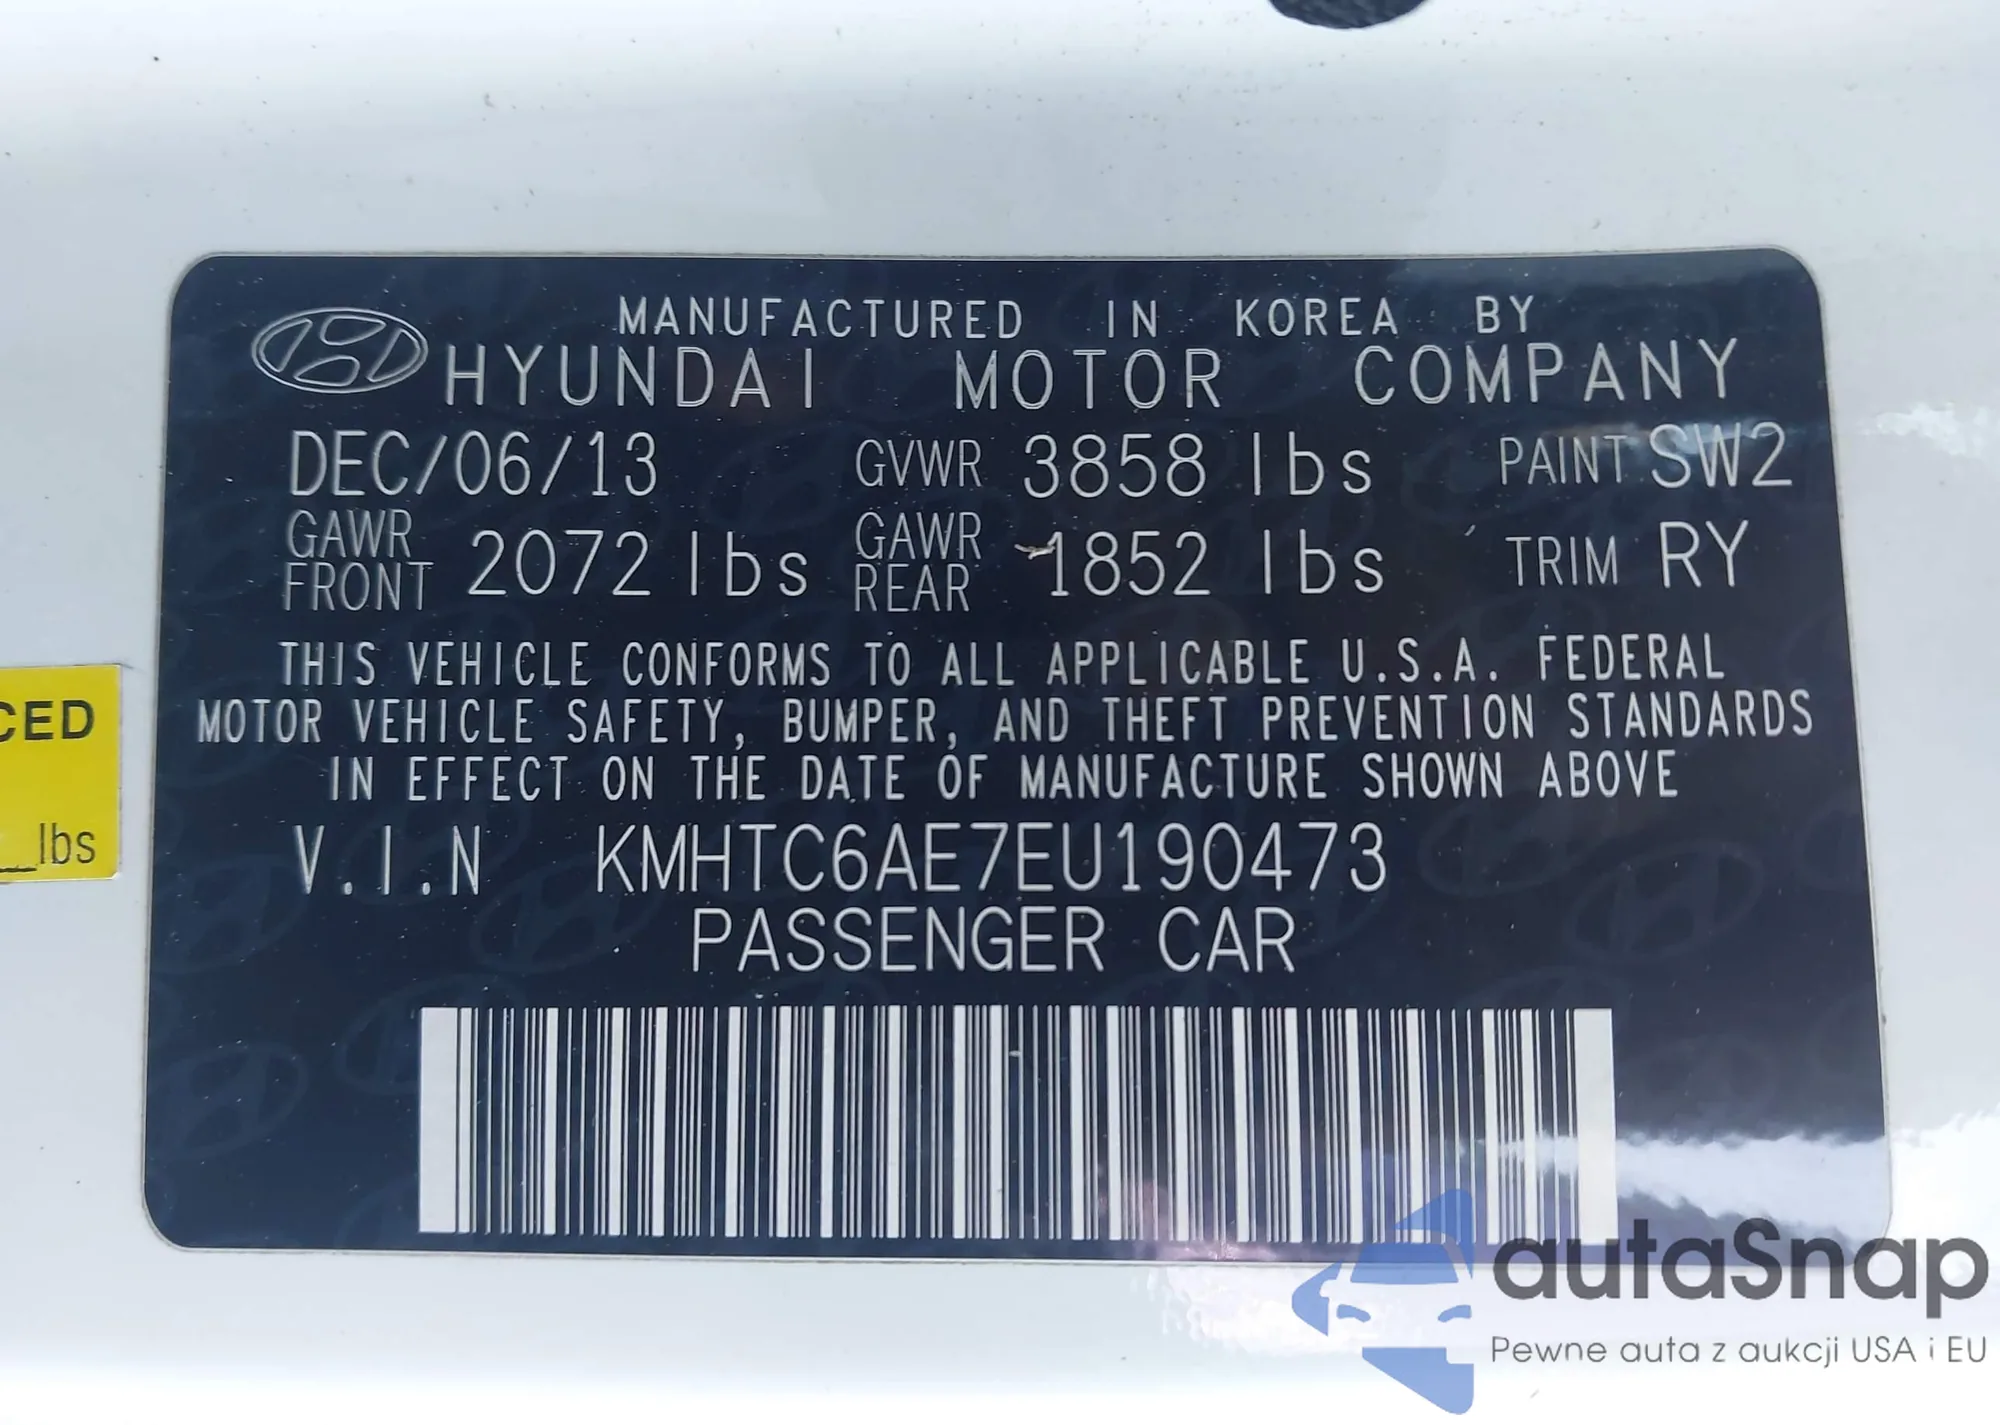 MANUFACTURED IN KOREA BY
HYUNDAI MOTOR COMPANY
DEC/06/13 GVWR 3858 lbs PAINT SW2
GAWR FRONT 2072 lbs GAWR REAR 1852 lbs TRIM RY
THIS VEHICLE CONFORMS TO ALL APPLICABLE U.S.A. FEDERAL
MOTOR VEHICLE SAFETY, BUMPER, AND THEFT PREVENTION STANDARDS
IN EFFECT ON THE DATE OF MANUFACTURE SHOWN ABOVE
V.I.N KMHTC6AE7EU190473
PASSENGER CAR
CED
lbs
autaSnap
Pewne auta z aukcji USA i EU